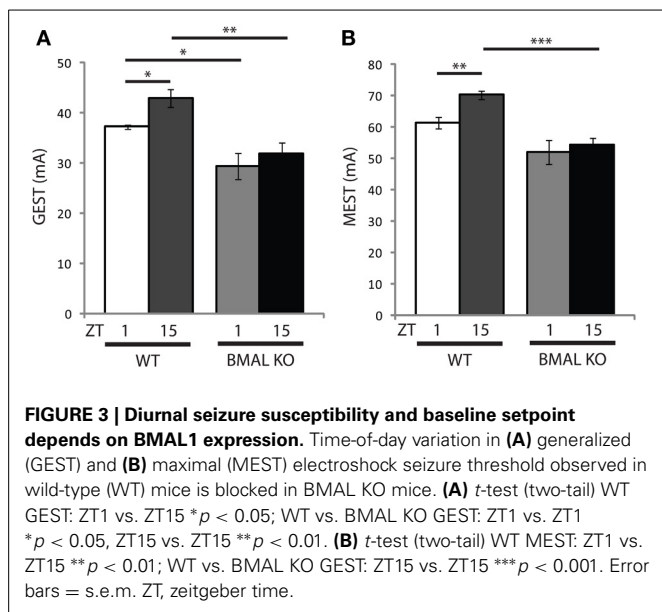 A
B
**
*
*
***
**
50
40
30
20
10
0
GEST (mA)
80
70
60
50
40
30
20
10
0
MEST (mA)
ZT 1 15 1 15
WT BMAL KO
ZT 1 15 1 15
WT BMAL KO
FIGURE 3 | Diurnal seizure susceptibility and baseline setpoint
depends on BMAL1 expression. Time-of-day variation in (A) generalized
(GEST) and (B) maximal (MEST) electroshock seizure threshold observed in
wild-type (WT) mice is blocked in BMAL KO mice. (A) t-test (two-tail) WT
GEST: ZT1 vs. ZT15 *p < 0.05; WT vs. BMAL KO GEST: ZT1 vs. ZT1
*p < 0.05, ZT15 vs. ZT15 **p < 0.01. (B) t-test (two-tail) WT MEST: ZT1 vs.
ZT15 **p < 0.01; WT vs. BMAL KO GEST: ZT15 vs. ZT15 ***p < 0.001. Error
bars = s.e.m. ZT, zeitgeber time.